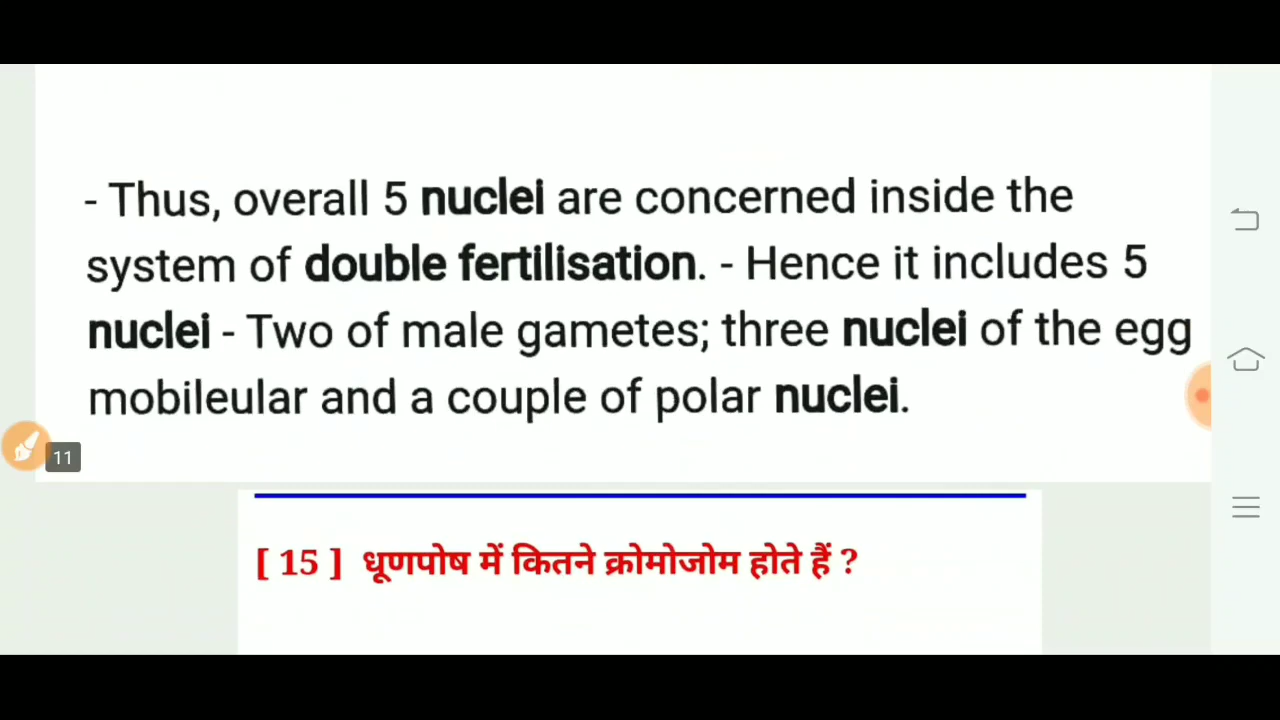 - Thus, overall 5 nuclei are concerned inside the
system of double fertilisation. - Hence it includes 5
nuclei - Two of male gametes; three nuclei of the egg
mobileular and a couple of polar nuclei.
11
[ 15 ] धूणपोष में कितने क्रोमोजोम होते हैं ?